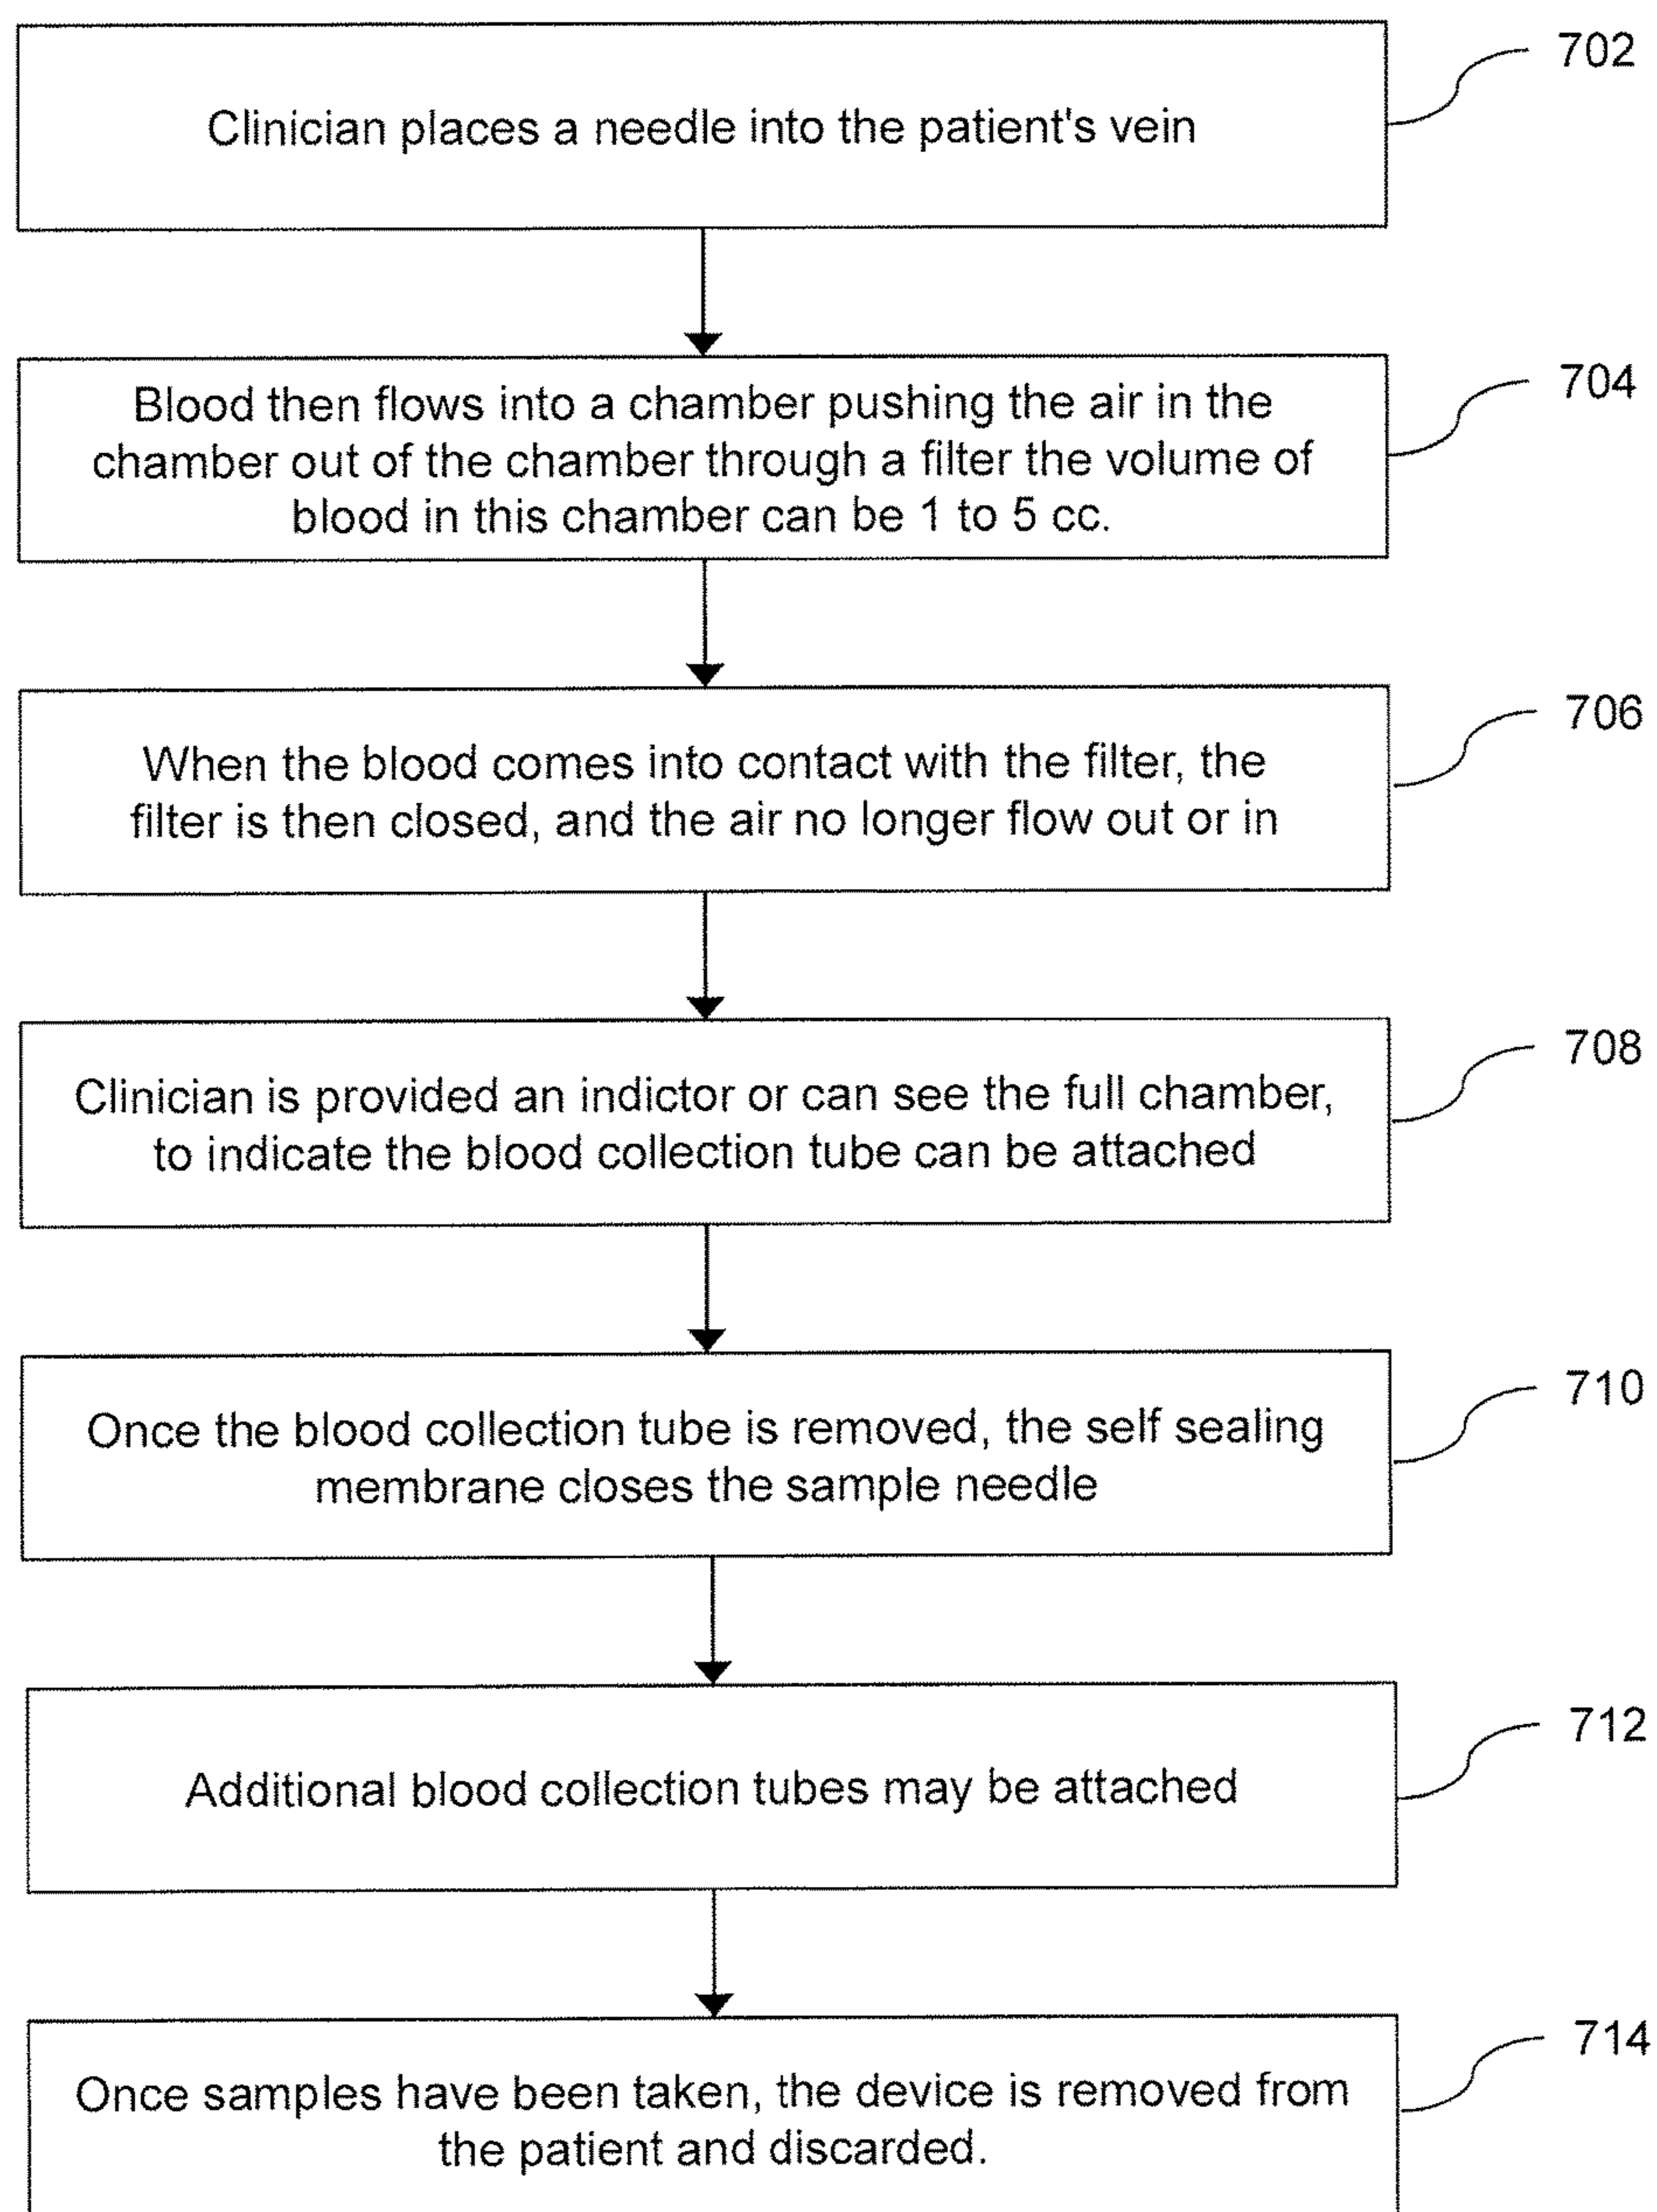 702
Clinician places a needle into the patient's vein
704
Blood then flows into a chamber pushing the air in the
chamber out of the chamber through a filter the volume of
blood in this chamber can be 1 to 5 cc.
706
When the blood comes into contact with the filter, the
filter is then closed, and the air no longer flow out or in
708
Clinician is provided an indictor or can see the full chamber,
to indicate the blood collection tube can be attached
710
Once the blood collection tube is removed, the self sealing
membrane closes the sample needle
712
Additional blood collection tubes may be attached
714
Once samples have been taken, the device is removed from
the patient and discarded.